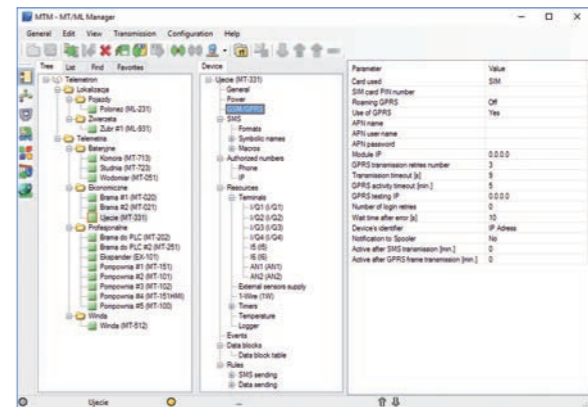 MTM - MT/ML Manager
General Edit View Transmission Configuration Help
Tree List Find Favorites
Telemetron
Lokalizacja
Pojazdy
Polonez (ML-231)
Zwierzeta
Żubr #1 (ML-931)
Telemetria
Bateryjne
Komora (MT-713)
Studnia (MT-723)
Wodomiar (MT-051)
Ekonomiczne
Brama #1 (MT-020)
Brama #2 (MT-021)
Ujecie (MT-331)
Profesjonalne
Brama do PLC (MT-202)
Brama do PLC #2 (MT-251)
Ekspander (EX-101)
Pompownia #1 (MT-151)
Pompownia #2 (MT-101)
Pompownia #3 (MT-102)
Pompownia #4 (MT-151HMI)
Pompownia #5 (MT-100)
Winda
Winda (MT-512)
Device
Ujecie (MT-331)
General
Power
GSM/GPRS
SMS
Formats
Symbolic names
Macros
Authorized numbers
Phone
IP
Resources
Terminals
I/Q1 (I/Q1)
I/Q2 (I/Q2)
I/Q3 (I/Q3)
I/Q4 (I/Q4)
I5 (I5)
I6 (I6)
AN1 (AN1)
AN2 (AN2)
External sensors supply
1-Wire (1W)
Timers
Temperature
Logger
Events
Data blocks
Data block table
Rules
SMS sending
Data sending
Parameter Value
Card used SIM
SIM card PIN number
Roaming GPRS Off
Use of GPRS Yes
APN name
APN user name
APN password
Module IP 0.0.0.0
GPRS transmission retries number 3
Transmission timeout [s] 9
GPRS activity timeout [min.] 5
GPRS testing IP 0.0.0.0
Number of login retries 0
Wait time after error [s] 10
Device's identifier IP Adress
Notification to Spooler No
Active after SMS transmission [min.] 0
Active after GPRS frame transmission [min.] 0
Ujecie